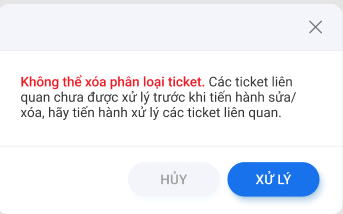 Không thể xóa phân loại ticket. Các ticket liên
quan chưa được xử lý trước khi tiến hành sửa/
xóa, hãy tiến hành xử lý các ticket liên quan.
HỦY XỬ LÝ